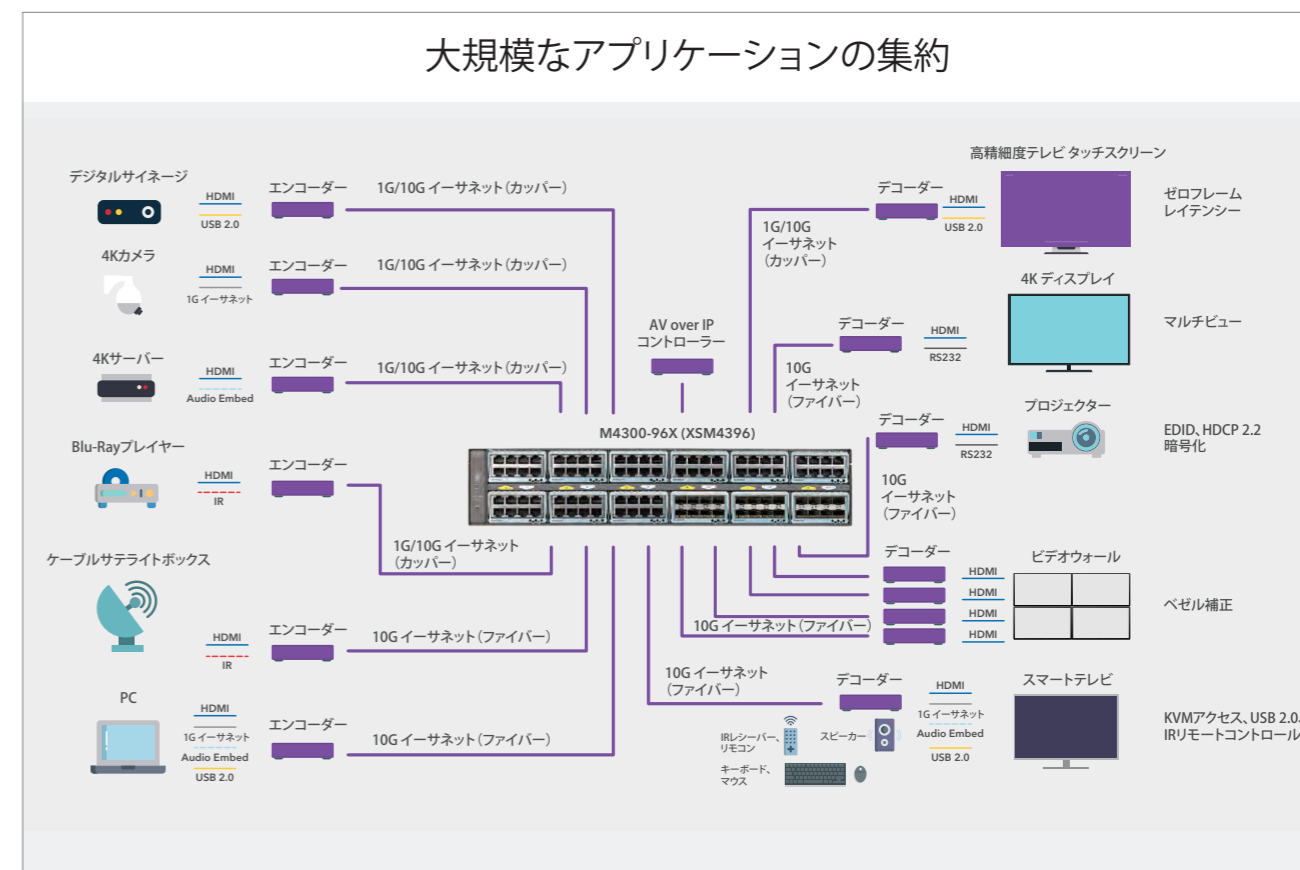 大規模なアプリケーションの集約
デジタルサイネージ
HDMI
USB 2.0
エンコーダー
1G/10G イーサネット（カッパー）
4Kカメラ
HDMI
1G イーサネット
エンコーダー
1G/10G イーサネット（カッパー）
4Kサーバー
HDMI
Audio Embed
エンコーダー
1G/10G イーサネット（カッパー）
Blu-Rayプレイヤー
HDMI
IR
エンコーダー
1G/10G イーサネット
（カッパー）
ケーブルサテライトボックス
HDMI
IR
エンコーダー
10G イーサネット（ファイバー）
PC
HDMI
1G イーサネット
Audio Embed
USB 2.0
エンコーダー
10G イーサネット（ファイバー）
AV over IP
コントローラー
M4300-96X (XSM4396)
高精細度テレビ タッチスクリーン
デコーダー
HDMI
USB 2.0
1G/10G
イーサネット
（カッパー）
ゼロフレーム
レイテンシー
4K ディスプレイ
デコーダー
HDMI
RS232
10G
イーサネット
（ファイバー）
マルチビュー
プロジェクター
デコーダー
HDMI
RS232
10G
イーサネット
（ファイバー）
EDID、HDCP 2.2
暗号化
デコーダー
ビデオウォール
HDMI
HDMI
HDMI
HDMI
10G イーサネット（ファイバー）
ベゼル補正
10G イーサネット
（ファイバー）
デコーダー
HDMI
1G イーサネット
Audio Embed
USB 2.0
スマートテレビ
IRレシーバー、
リモコン
スピーカー
キーボード、
マウス
KVMアクセス、USB 2.0、
IRリモートコントロール